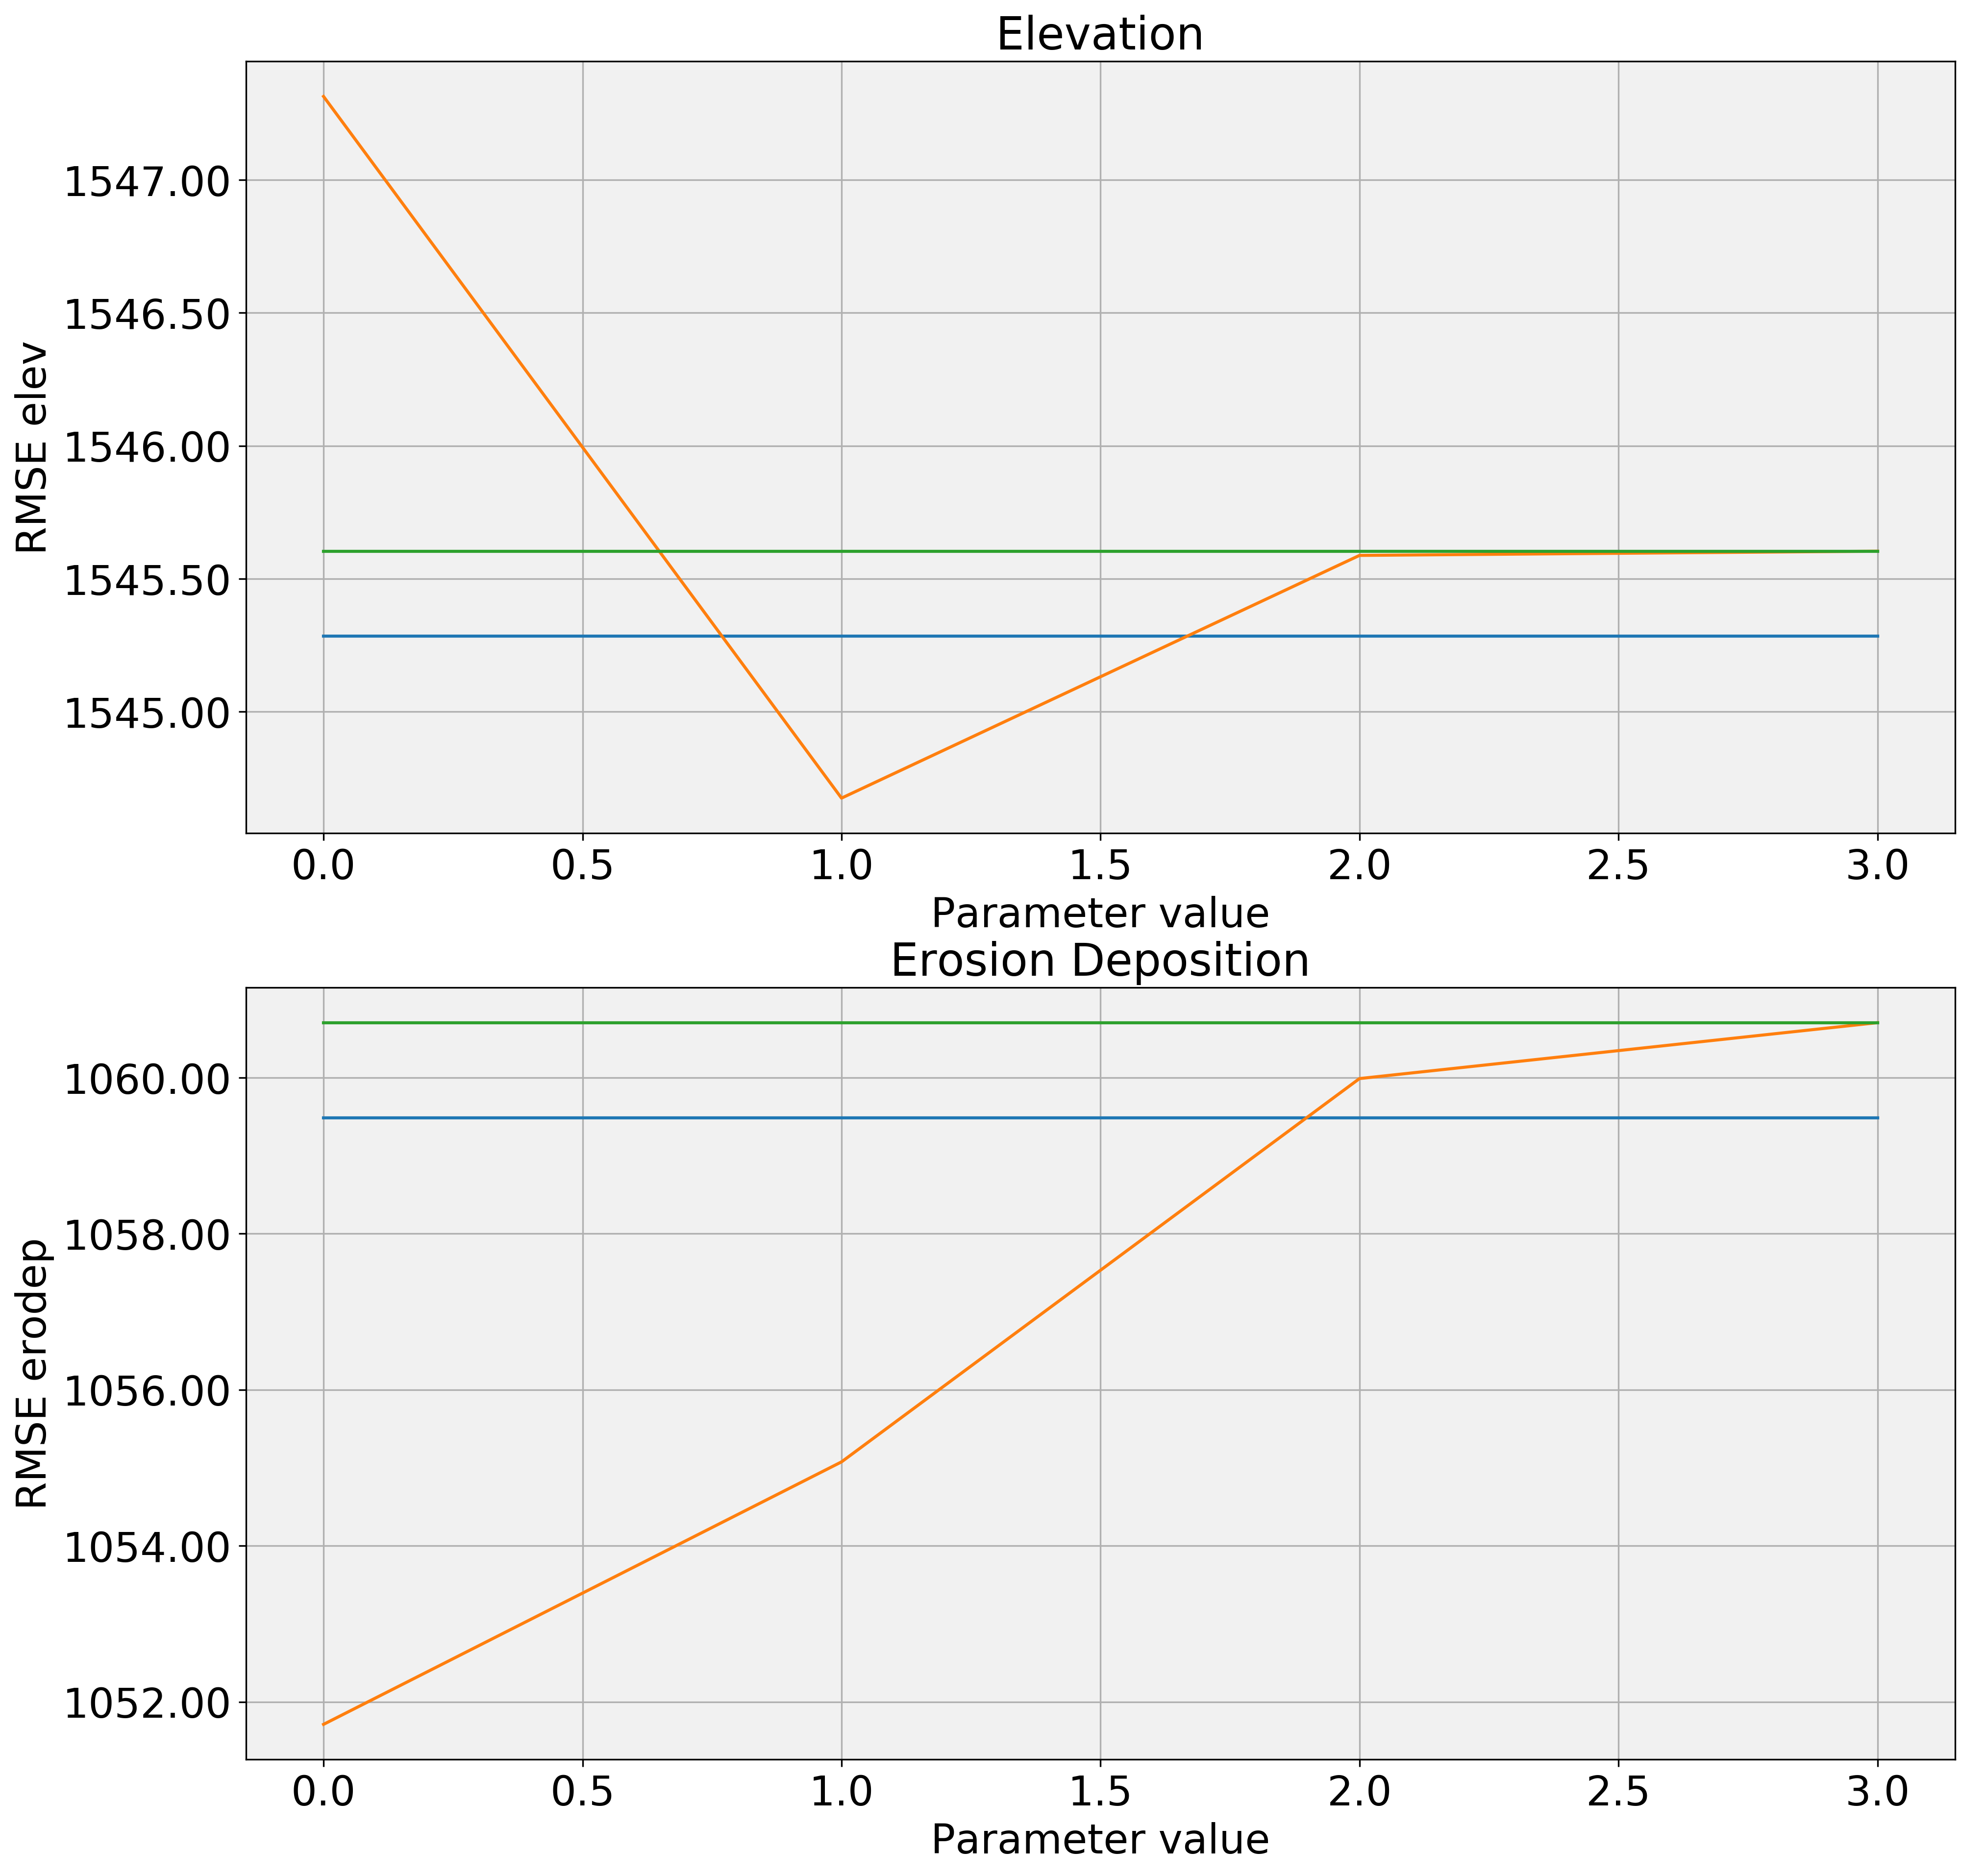 Elevation
RMSE elev
1547.00
1546.50
1546.00
1545.50
1545.00
0.0 0.5 1.0 1.5 2.0 2.5 3.0
Parameter value
Erosion Deposition
RMSE erodep
1060.00
1058.00
1056.00
1054.00
1052.00
0.0 0.5 1.0 1.5 2.0 2.5 3.0
Parameter value